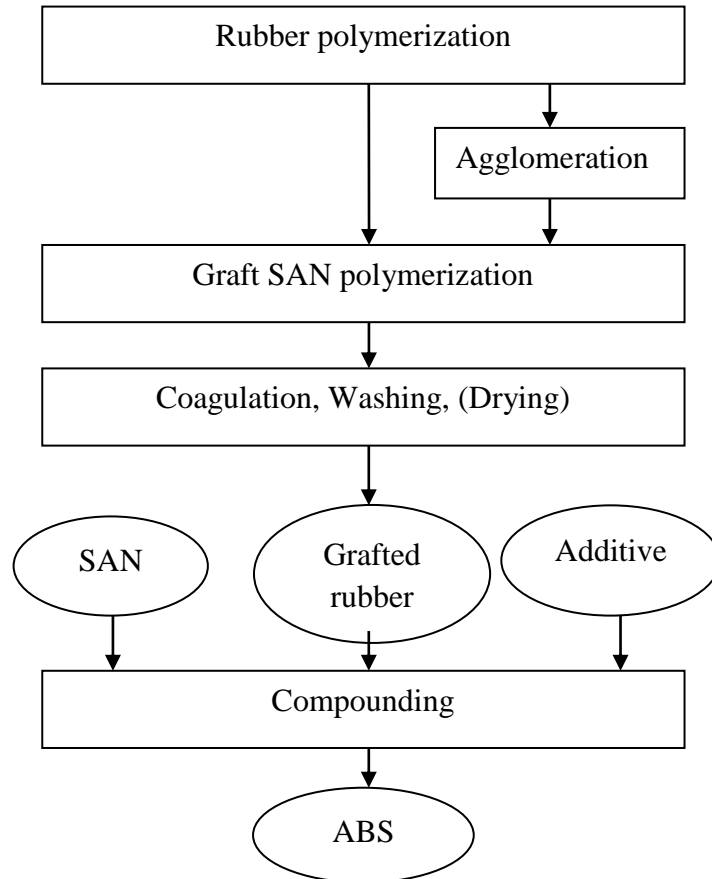 Rubber polymerization
Agglomeration
Graft SAN polymerization
Coagulation, Washing, (Drying)
SAN
Grafted
rubber
Additive
Compounding
ABS